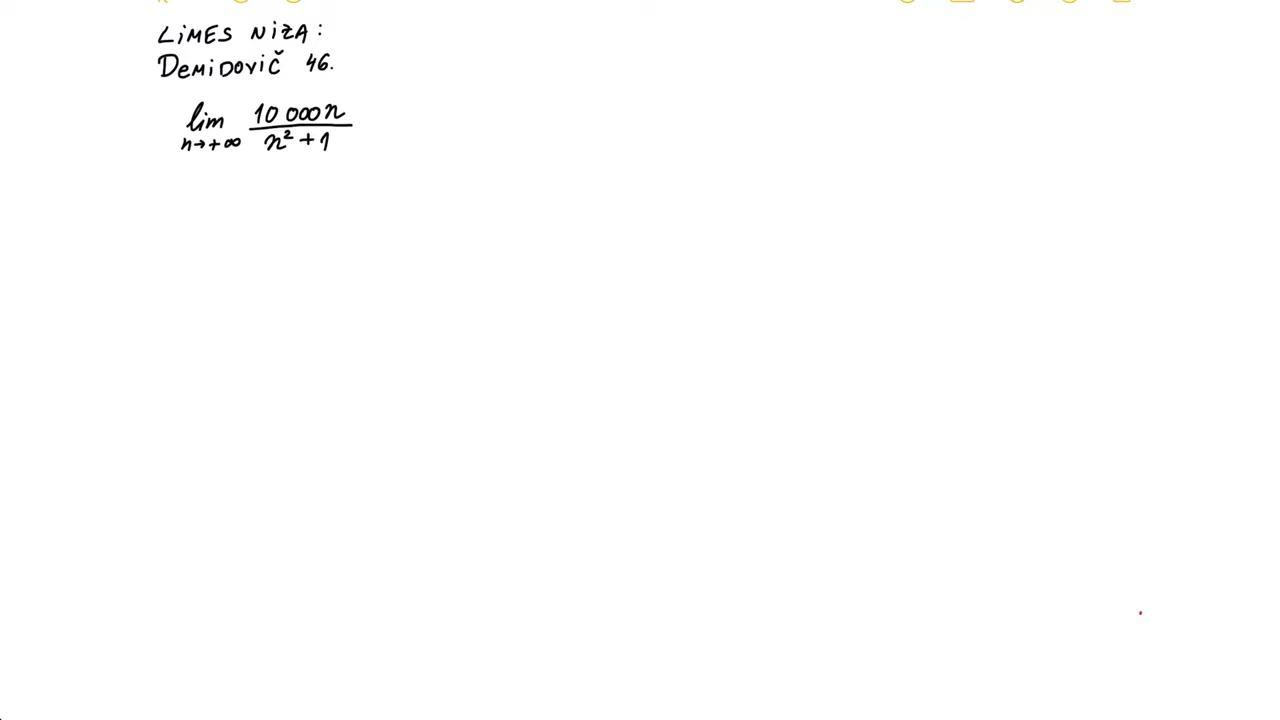 LIMES NIZA:
DEMIDOVIČ 46.
lim n→+∞ 10 000n / n² + 1